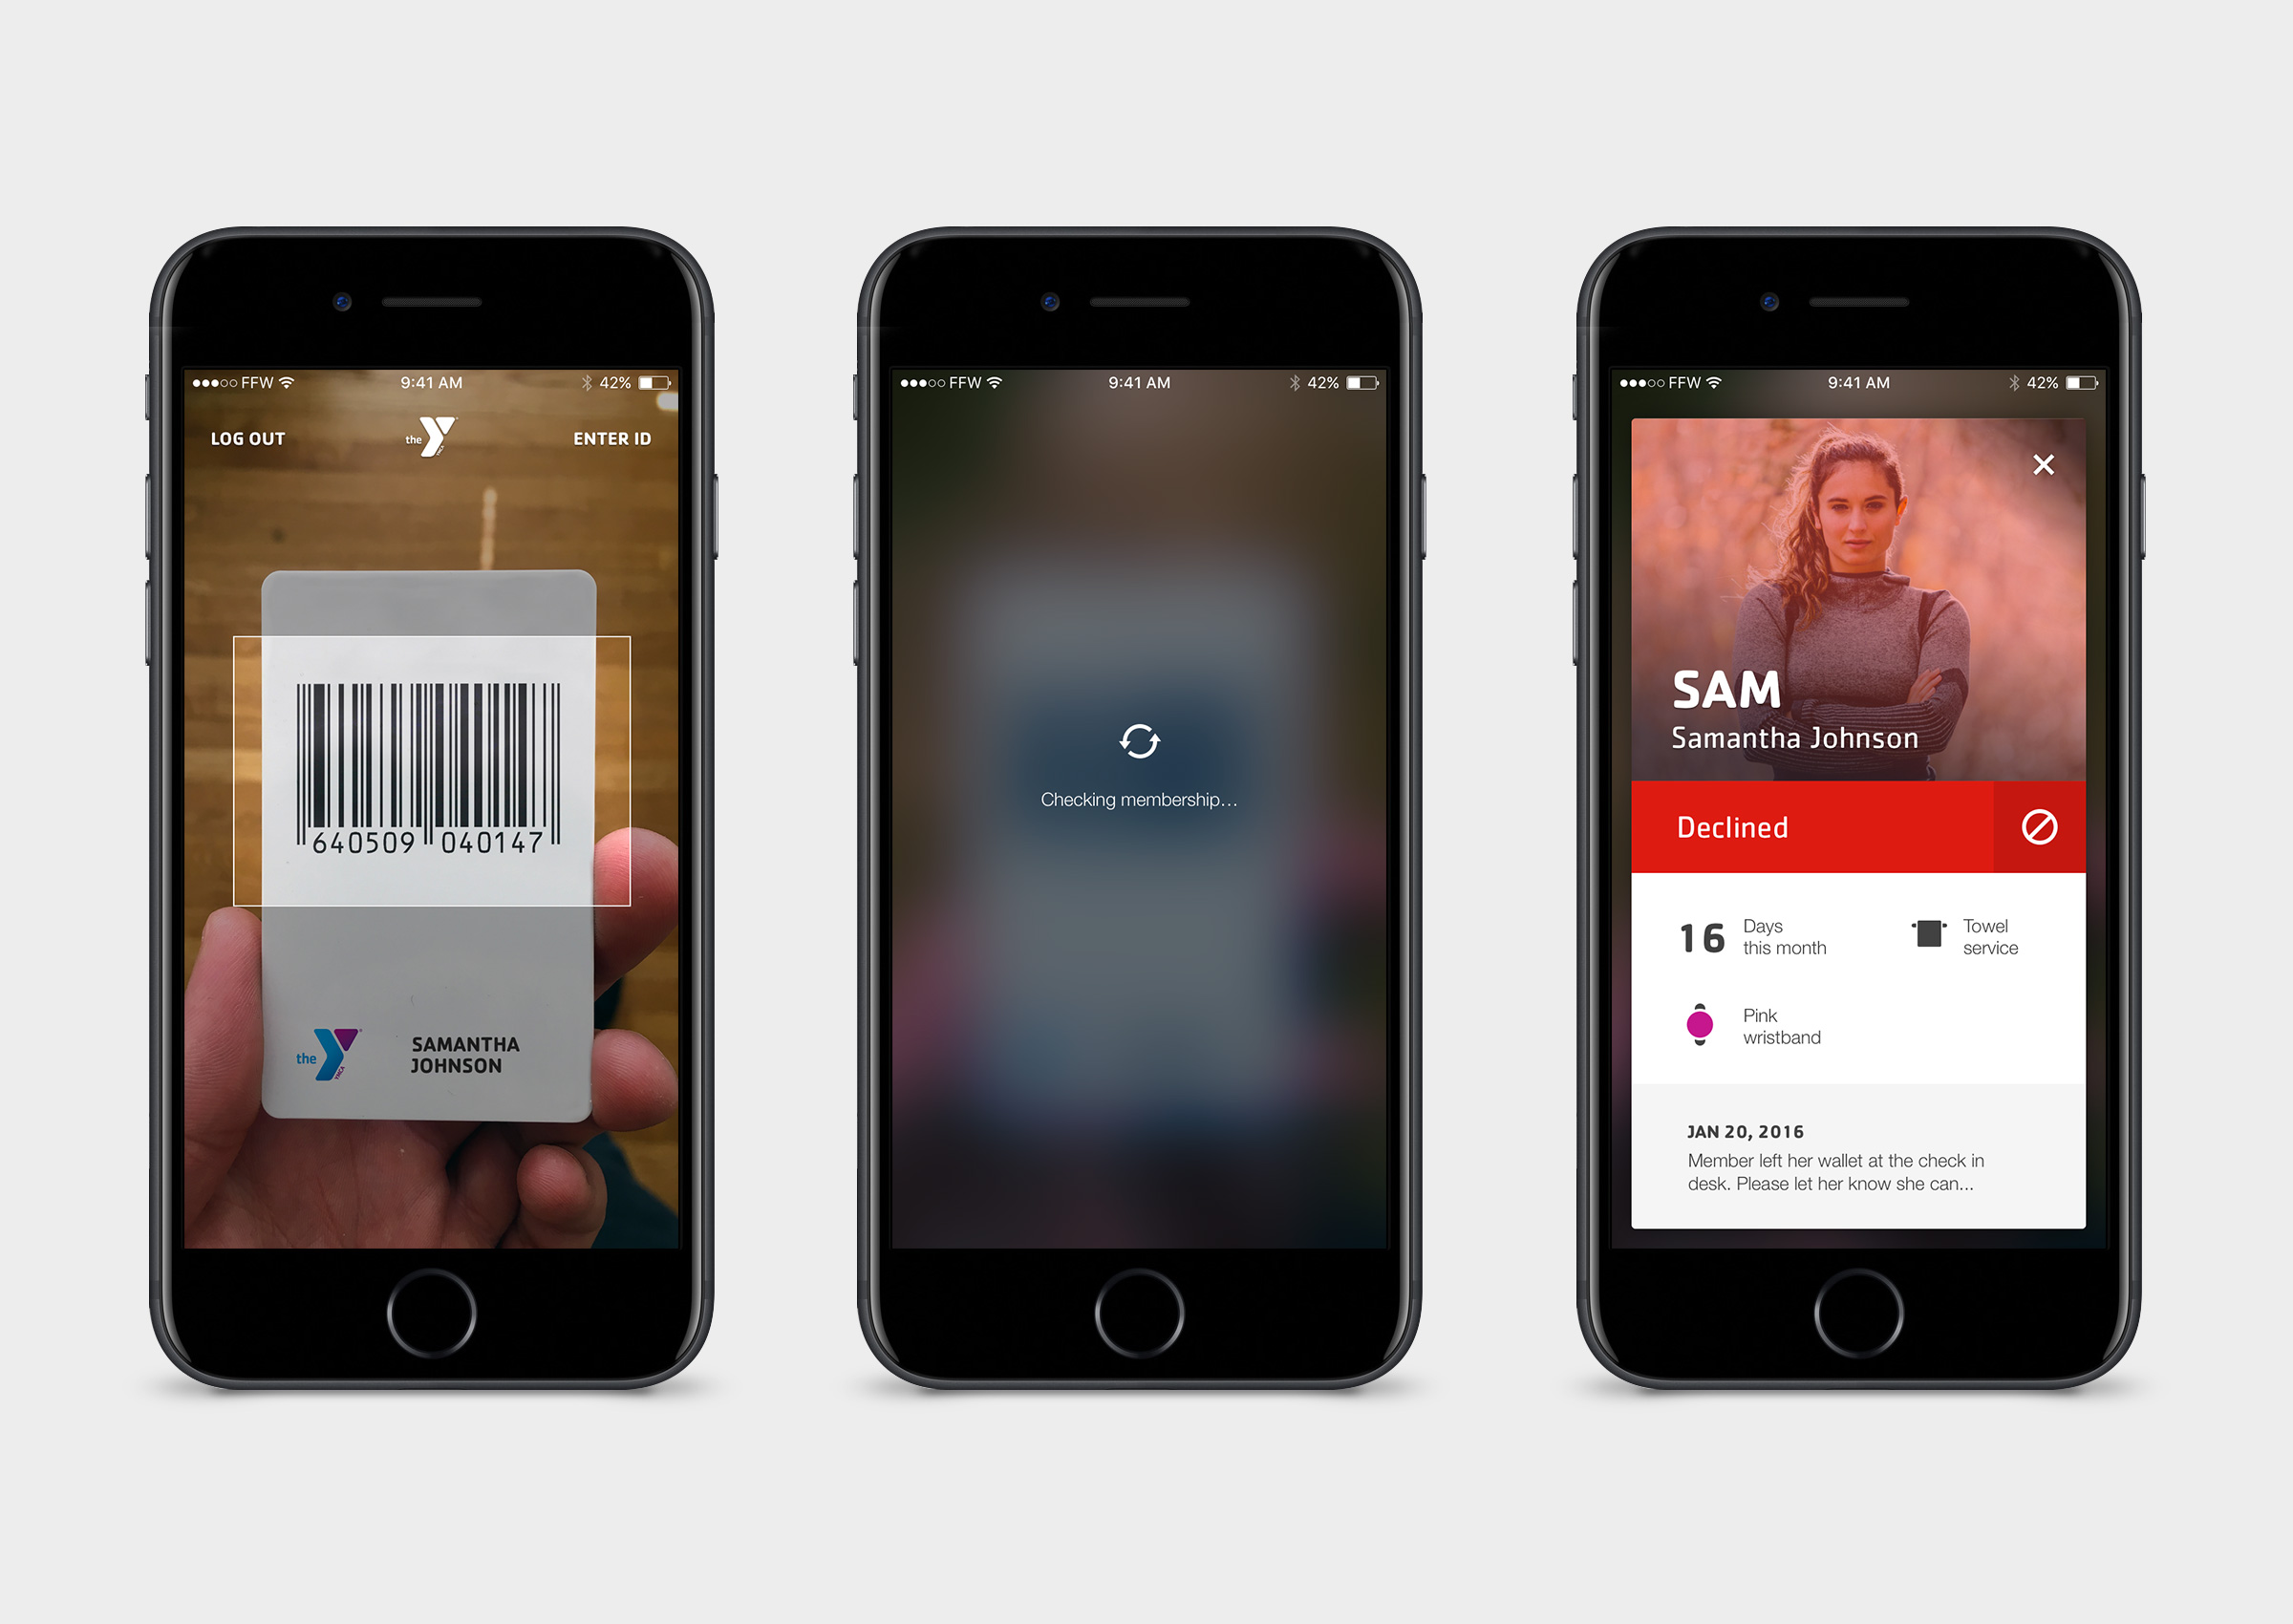 FFW 9:41 AM 42%
LOG OUT the Y YMCA ENTER ID
640509 040147
the Y YMCA
SAMANTHA
JOHNSON
FFW 9:41 AM 42%
Checking membership...
FFW 9:41 AM 42%
SAM
Samantha Johnson
Declined
16 Days
this month
Towel
service
Pink
wristband
JAN 20, 2016
Member left her wallet at the check in
desk. Please let her know she can...